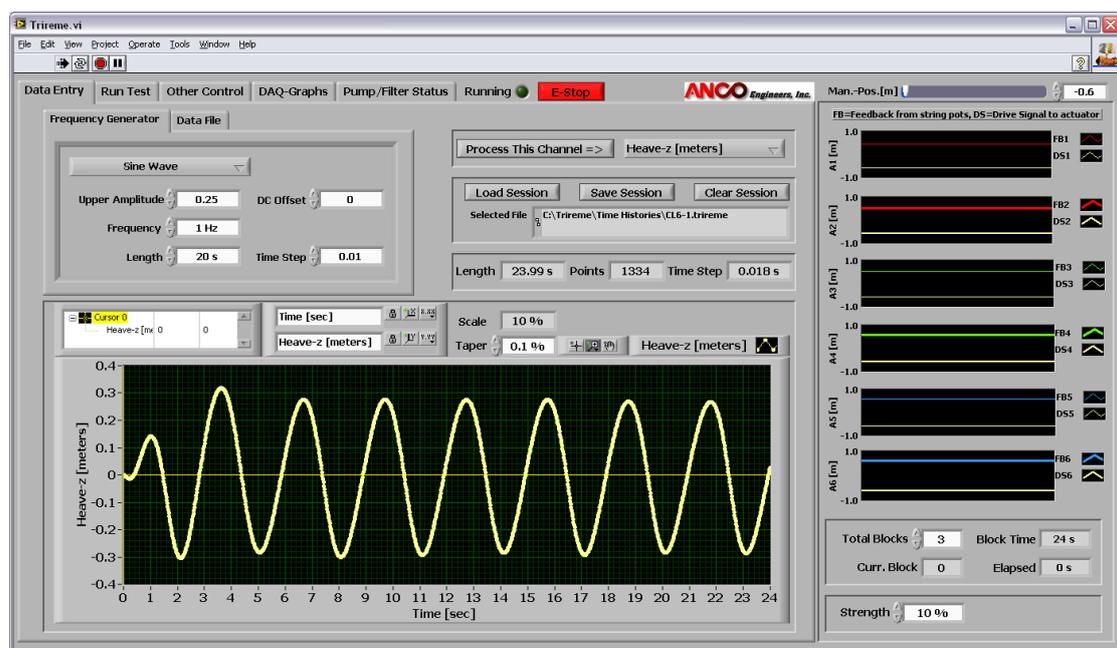 Trireme.vi
File Edit View Project Operate Tools Window Help
Data Entry Run Test Other Control DAQ-Graphs Pump/Filter Status Running E-Stop ANCO Engineers, Inc.
Man.-Pos.[m] -0.6
Frequency Generator Data File
Sine Wave
Upper Amplitude 0.25 DC Offset 0
Frequency 1 Hz
Length 20 s Time Step 0.01
Process This Channel => Heave-z [meters]
Load Session Save Session Clear Session
Selected File C:\Trireme\Time Histories\CL6-1.trireme
Length 23.99 s Points 1334 Time Step 0.018 s
Cursor 0
Heave-z [me 0 0
Time [sec]
Heave-z [meters]
Scale 10 %
Taper 0.1 % Heave-z [meters]
Heave-z [meters]
0.4
0.3
0.2
0.1
0
-0.1
-0.2
-0.3
-0.4
0 1 2 3 4 5 6 7 8 9 10 11 12 13 14 15 16 17 18 19 20 21 22 23 24
Time [sec]
FB=Feedback from string pots, DS=Drive Signal to actuator
A1 [m] 1.0 -1.0 FB1 DS1
A2 [m] 1.0 -1.0 FB2 DS2
A3 [m] 1.0 -1.0 FB3 DS3
A4 [m] 1.0 -1.0 FB4 DS4
A5 [m] 1.0 -1.0 FB5 DS5
A6 [m] 1.0 -1.0 FB6 DS6
Total Blocks 3 Block Time 24 s
Curr. Block 0 Elapsed 0 s
Strength 10 %